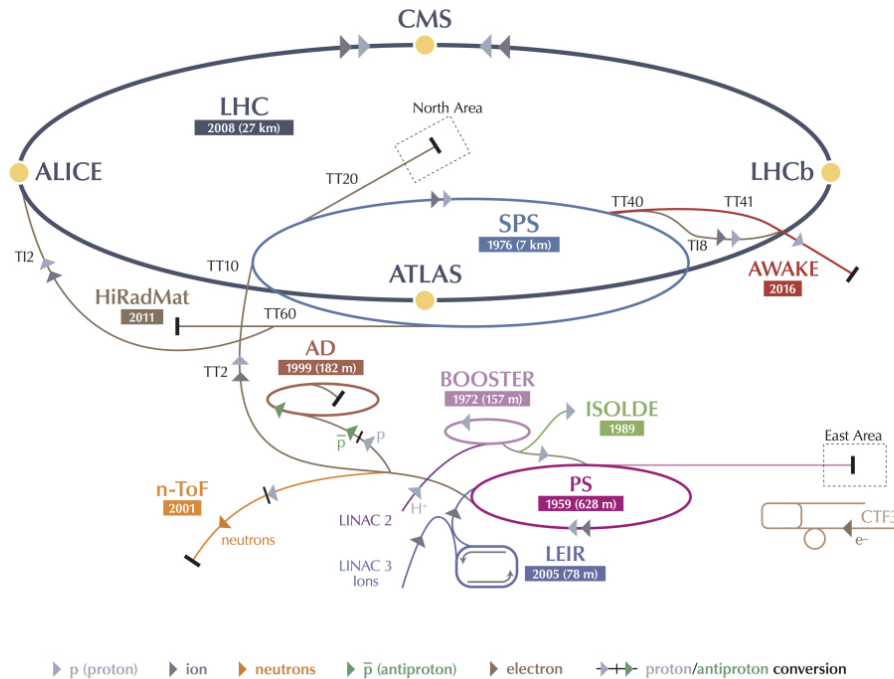 CMS
LHC
2008 (27 km)
North Area
ALICE
LHCb
TT20
TT40
TT41
SPS
1976 (7 km)
TI8
TI2
TT10
ATLAS
AWAKE
2016
HiRadMat
2011
TT60
AD
1999 (182 m)
TT2
BOOSTER
1972 (157 m)
ISOLDE
1989
p
p̄
East Area
n-ToF
2001
PS
1959 (628 m)
LINAC 2
H⁺
neutrons
CTF3
e–
LINAC 3
Ions
LEIR
2005 (78 m)
p (proton)
ion
neutrons
p̄ (antiproton)
electron
proton/antiproton conversion